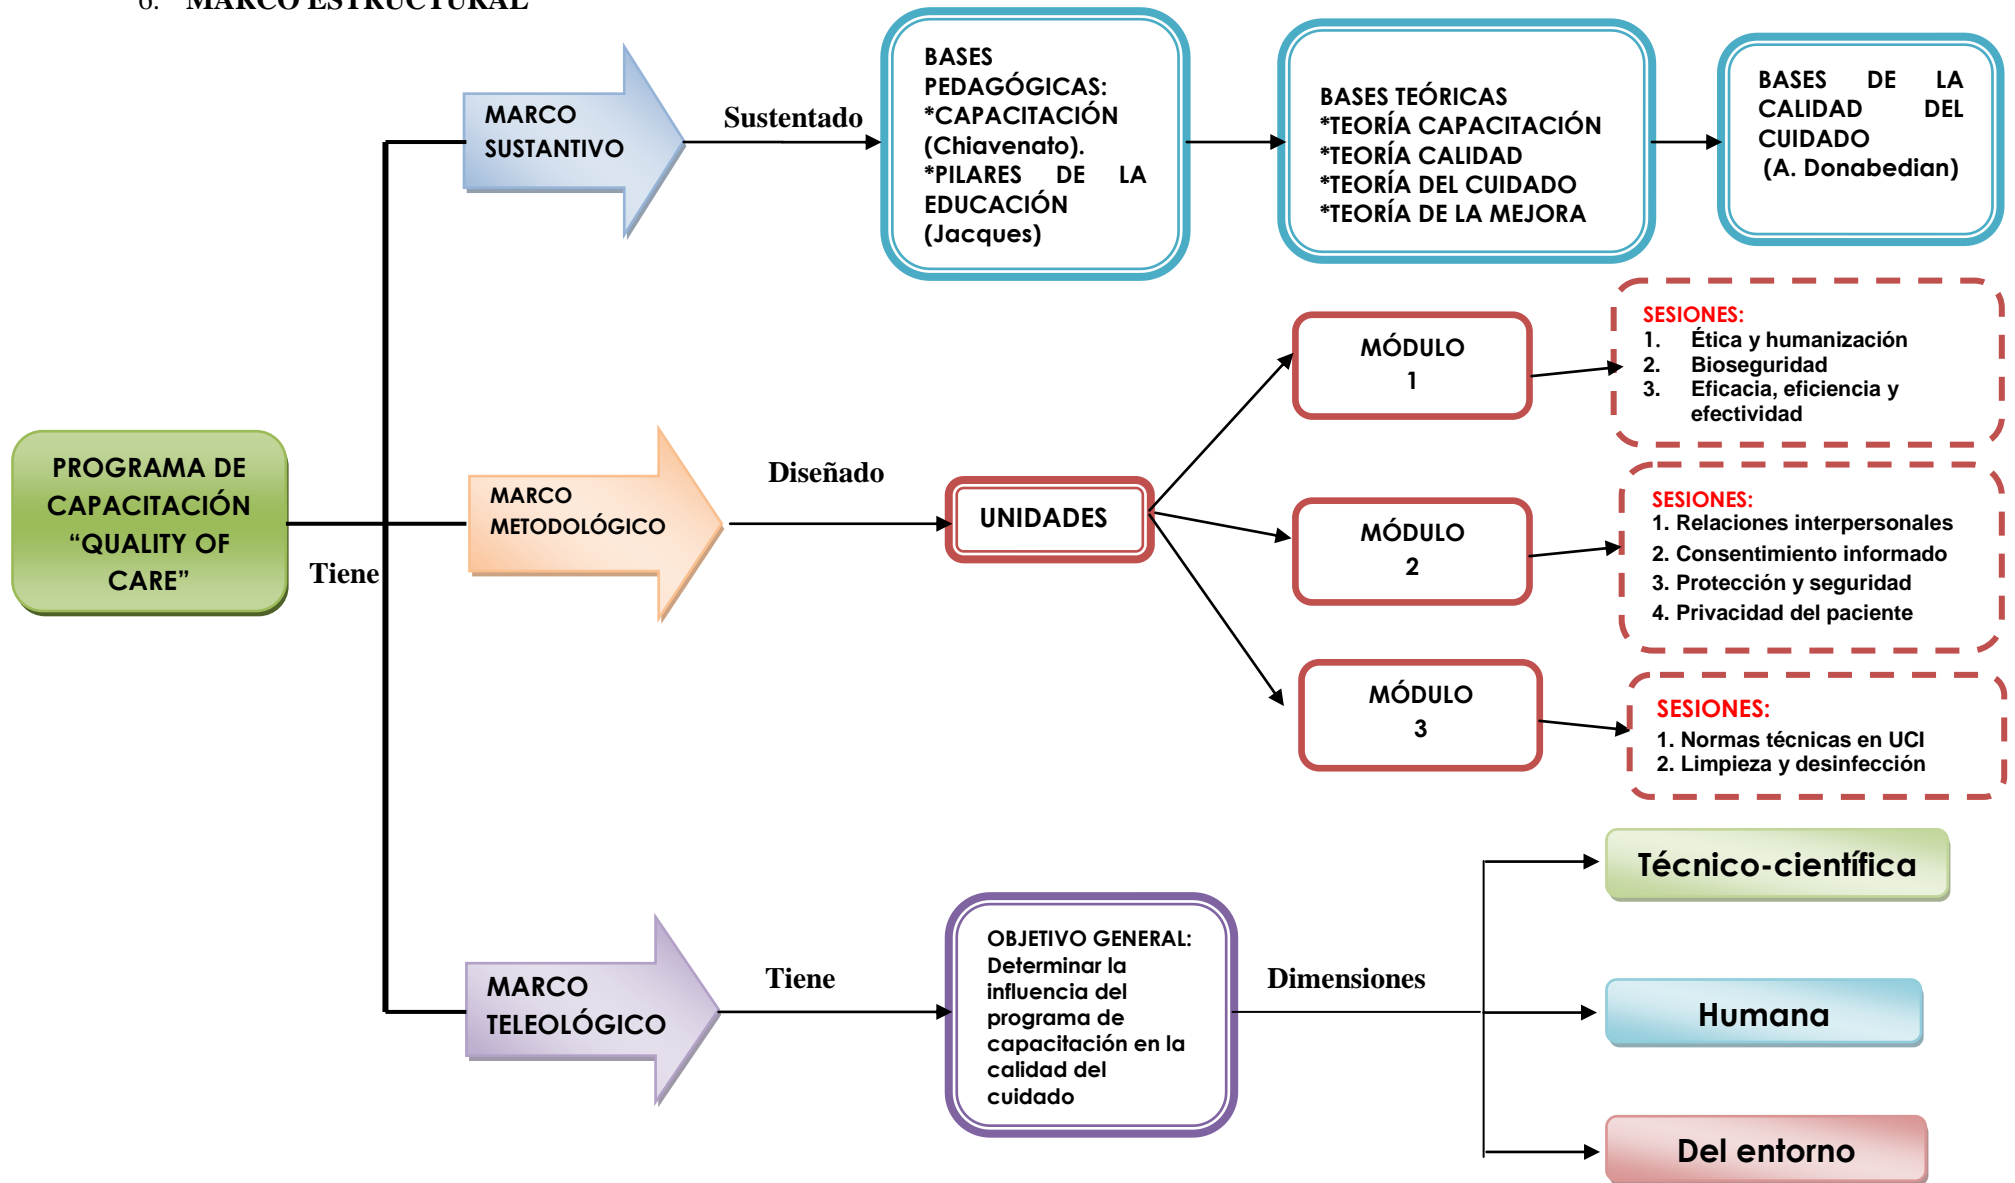 6. MARCO ESTRUCTURAL
PROGRAMA DE
CAPACITACIÓN
“QUALITY OF
CARE”
Tiene
MARCO
SUSTANTIVO
Sustentado
BASES
PEDAGÓGICAS:
*CAPACITACIÓN
(Chiavenato).
*PILARES DE LA
EDUCACIÓN
(Jacques)
BASES TEÓRICAS
*TEORÍA CAPACITACIÓN
*TEORÍA CALIDAD
*TEORÍA DEL CUIDADO
*TEORÍA DE LA MEJORA
BASES DE LA
CALIDAD DEL
CUIDADO
(A. Donabedian)
MARCO
METODOLÓGICO
Diseñado
UNIDADES
MÓDULO
1
SESIONES:
1. Ética y humanización
2. Bioseguridad
3. Eficacia, eficiencia y
efectividad
MÓDULO
2
SESIONES:
1. Relaciones interpersonales
2. Consentimiento informado
3. Protección y seguridad
4. Privacidad del paciente
MÓDULO
3
SESIONES:
1. Normas técnicas en UCI
2. Limpieza y desinfección
MARCO
TELEOLÓGICO
Tiene
OBJETIVO GENERAL:
Determinar la
influencia del
programa de
capacitación en la
calidad del
cuidado
Dimensiones
Técnico-científica
Humana
Del entorno